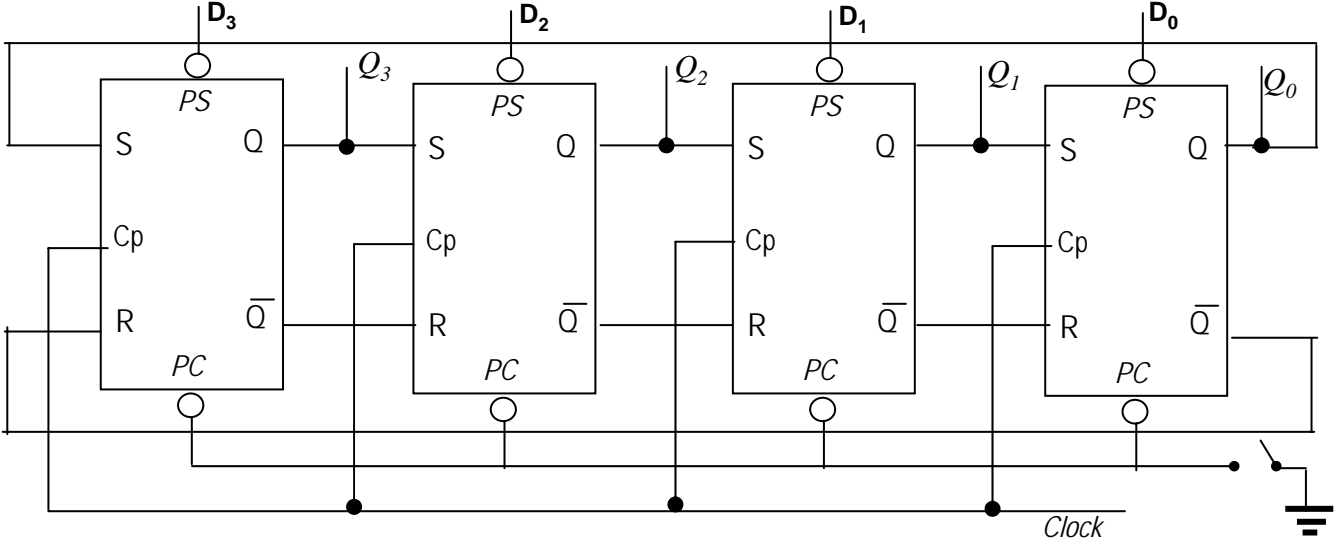 D₃ D₂ D₁ D₀
Q₃ Q₂ Q₁ Q₀
PS PS PS PS
S Q S Q S Q S Q
Cp Cp Cp Cp
R Q̅ R Q̅ R Q̅ R Q̅
PC PC PC PC
Clock